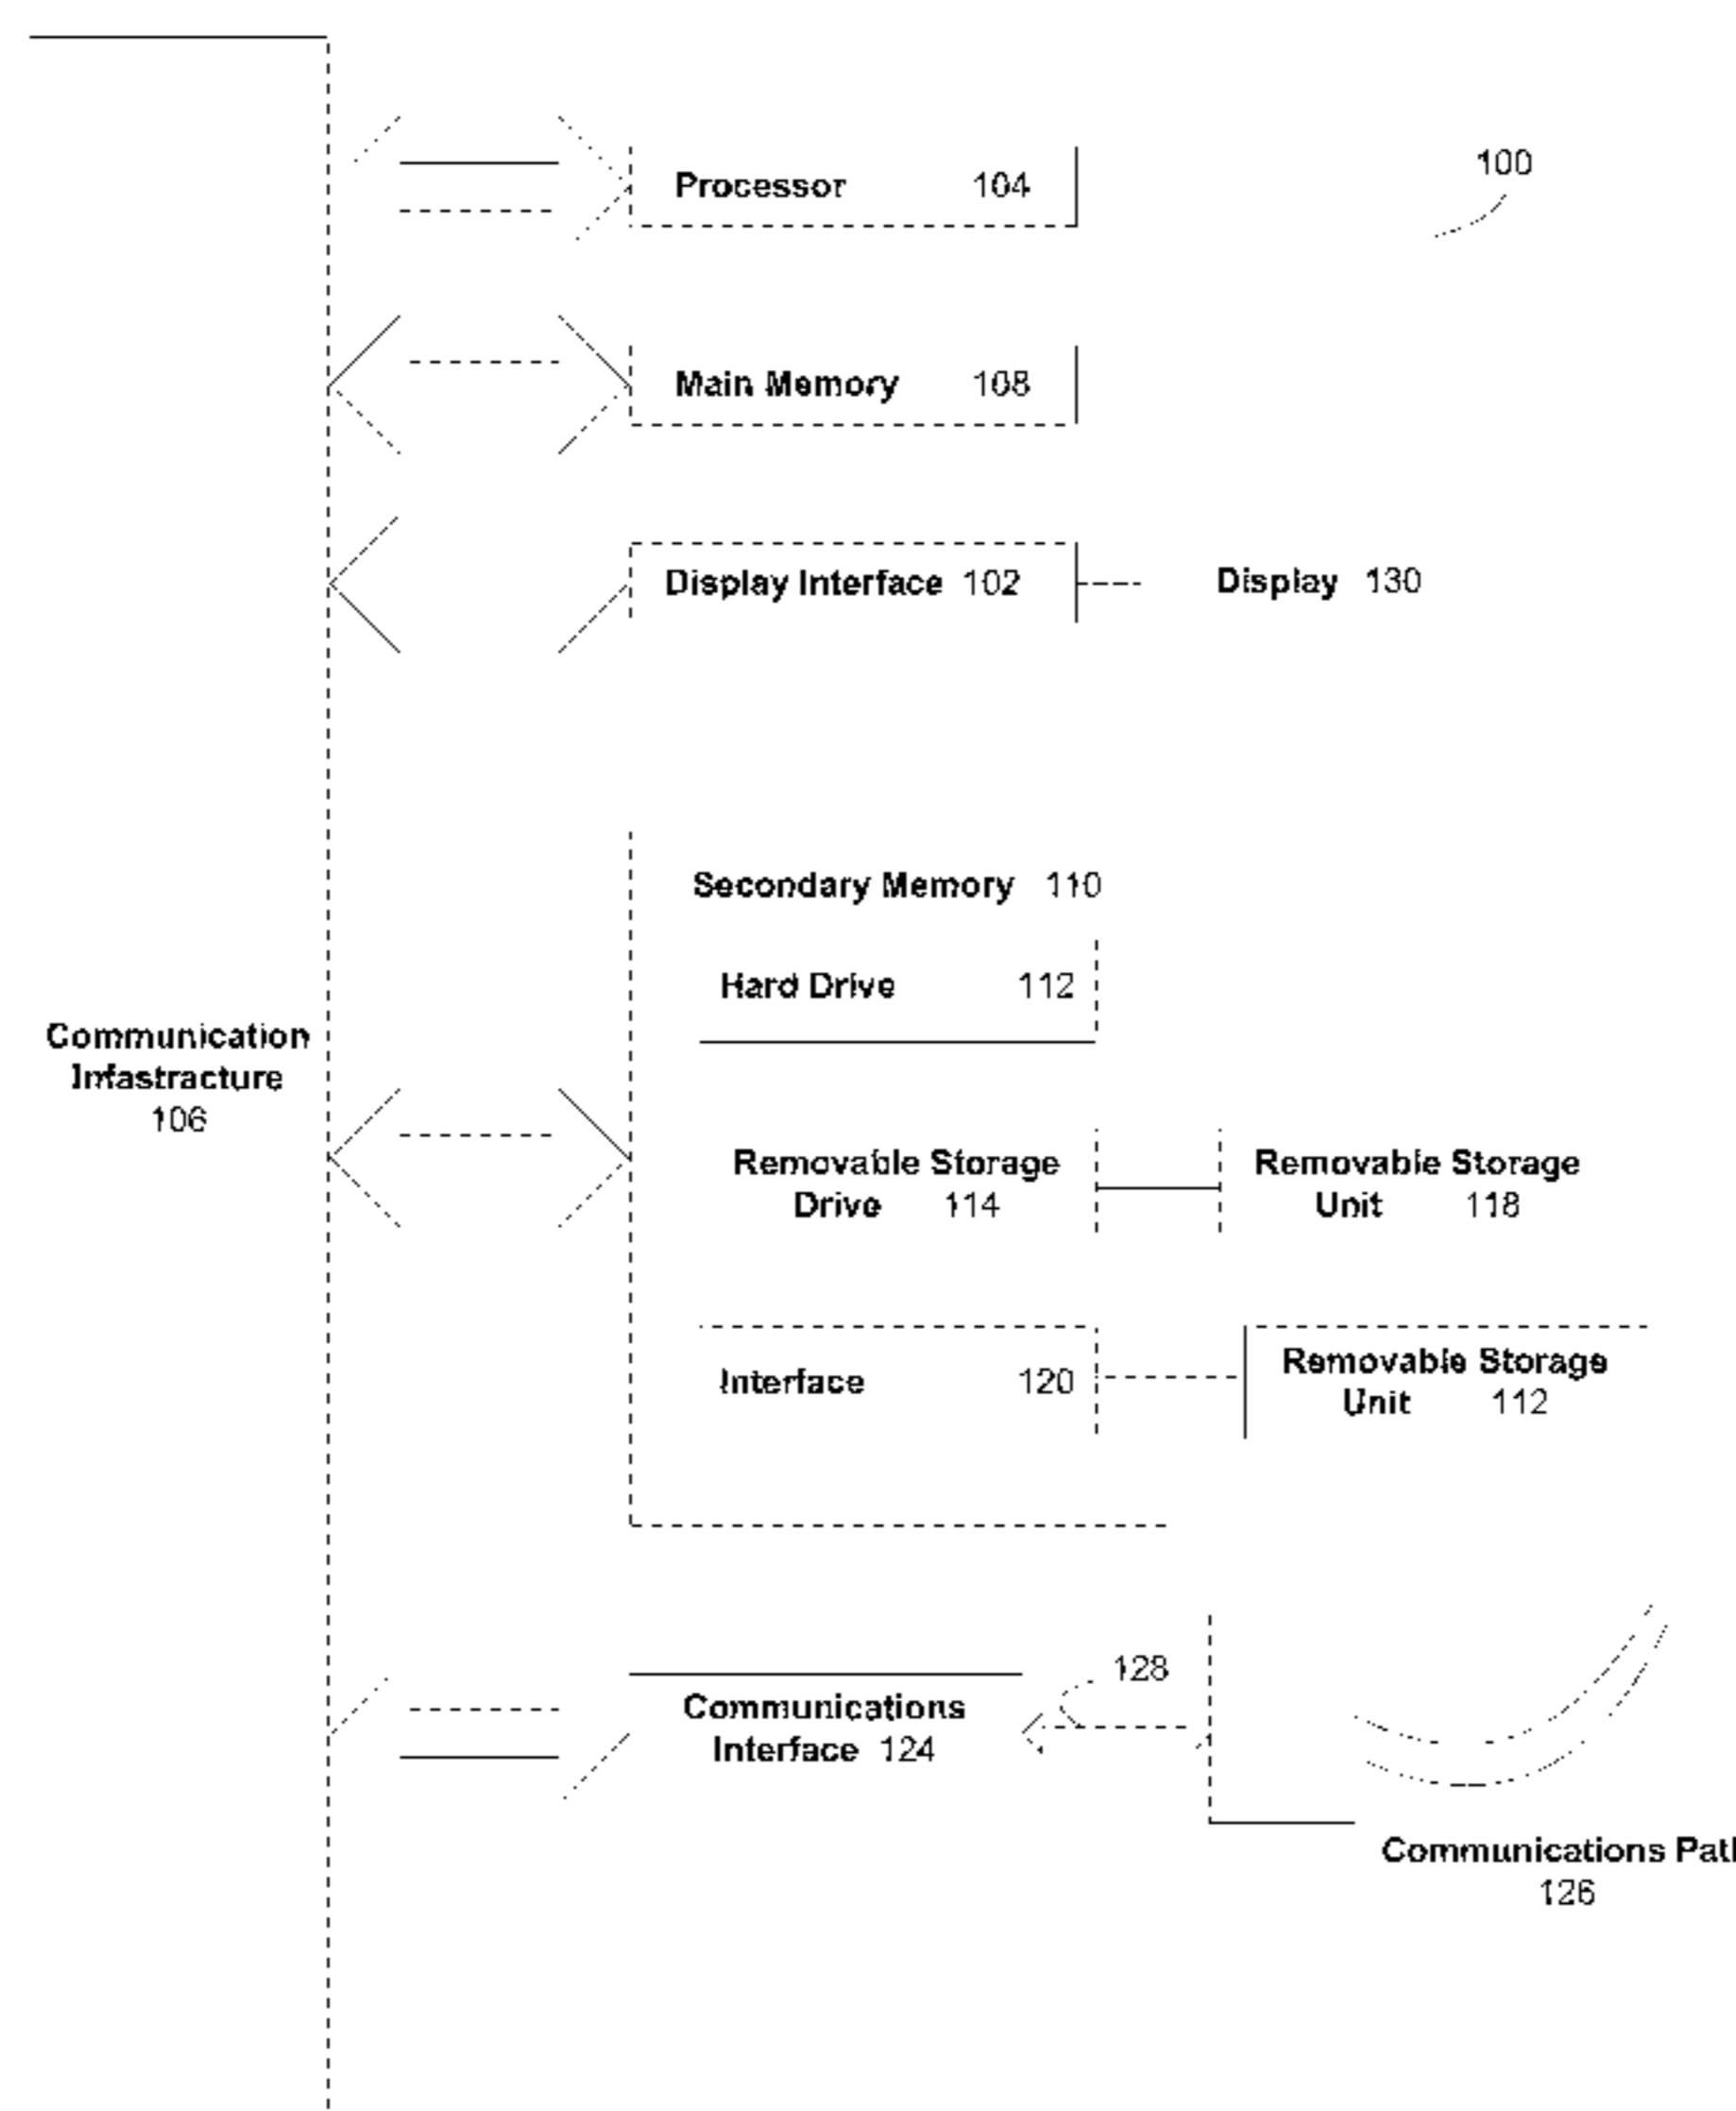 100
Processor 104
Main Memory 108
Display Interface 102
Display 130
Secondary Memory 110
Hard Drive 112
Communication
Infastracture
106
Removable Storage
Drive 114
Removable Storage
Unit 118
Interface 120
Removable Storage
Unit 112
128
Communications
Interface 124
Communications
126